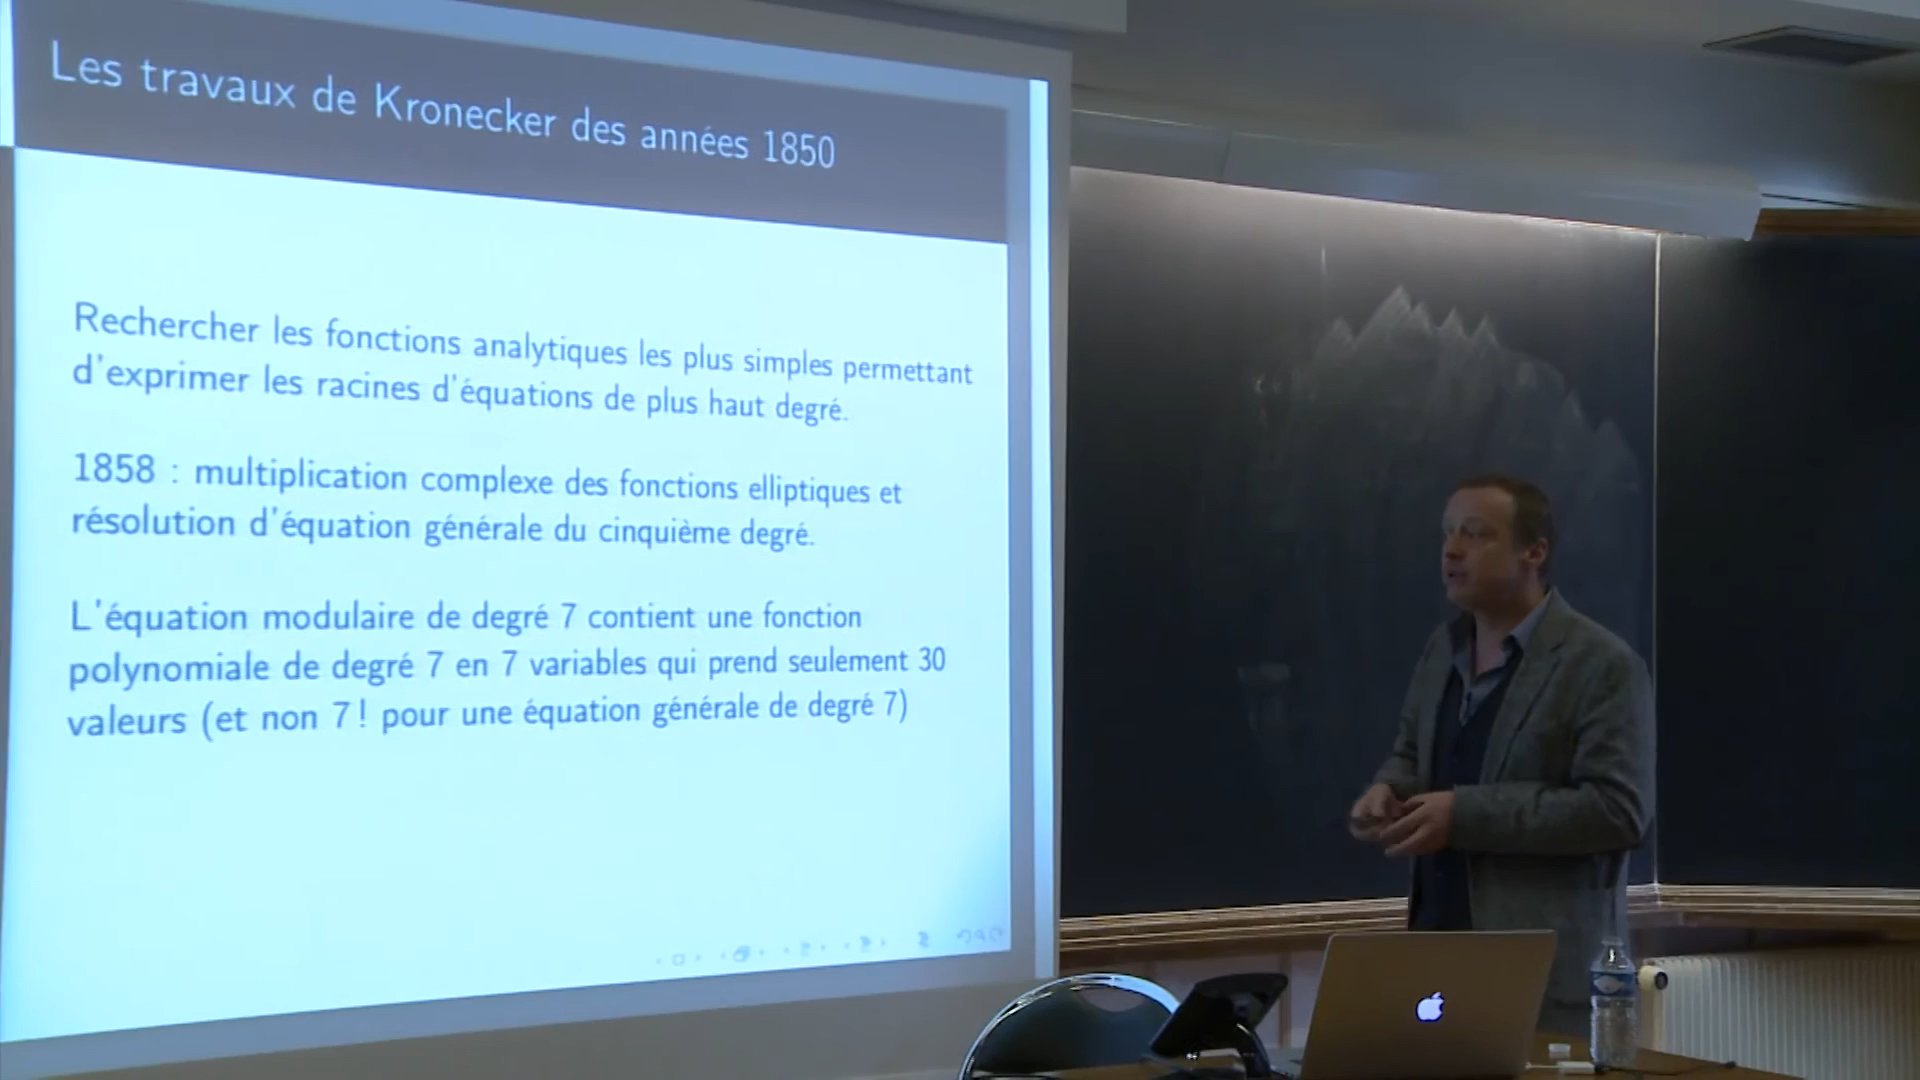 Les travaux de Kronecker des années 1850
Rechercher les fonctions analytiques les plus simples permettant
d'exprimer les racines d'équations de plus haut degré.
1858 : multiplication complexe des fonctions elliptiques et
résolution d'équation générale du cinquième degré.
L'équation modulaire de degré 7 contient une fonction
polynomiale de degré 7 en 7 variables qui prend seulement 30
valeurs (et non 7! pour une équation générale de degré 7)